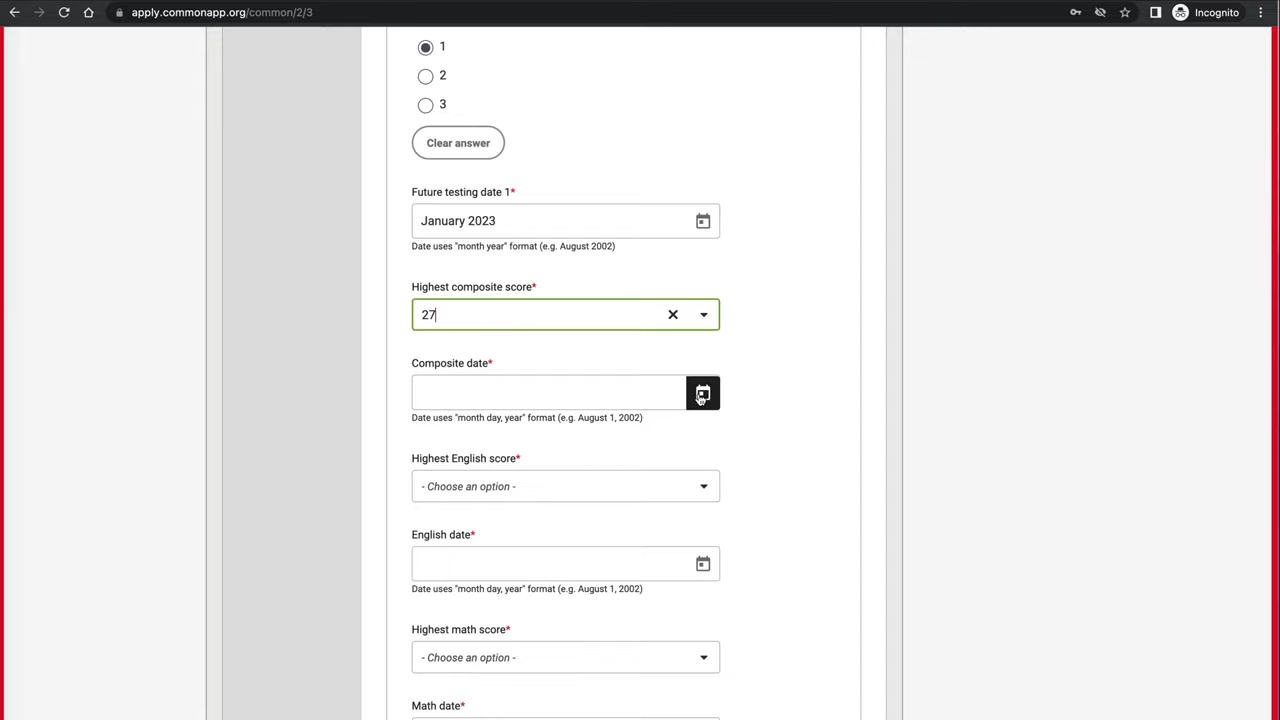 apply.commonapp.org/common/2/3
Incognito
1
2
3
Clear answer
Future testing date 1*
January 2023
Date uses "month year" format (e.g. August 2002)
Highest composite score*
27
Composite date*
Date uses "month day, year" format (e.g. August 1, 2002)
Highest English score*
- Choose an option -
English date*
Date uses "month day, year" format (e.g. August 1, 2002)
Highest math score*
- Choose an option -
Math date*